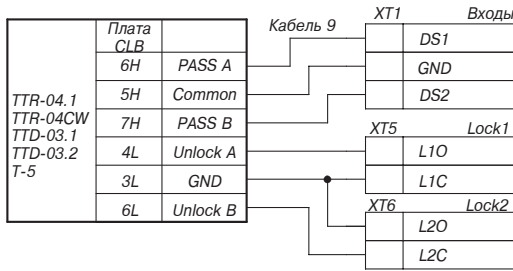 Плата CLB
Кабель 9
TTR-04.1
TTR-04CW
TTD-03.1
TTD-03.2
T-5
6H PASS A
5H Common
7H PASS B
4L Unlock A
3L GND
6L Unlock B
XT1 Входы
DS1
GND
DS2
XT5 Lock1
L1O
L1C
XT6 Lock2
L2O
L2C